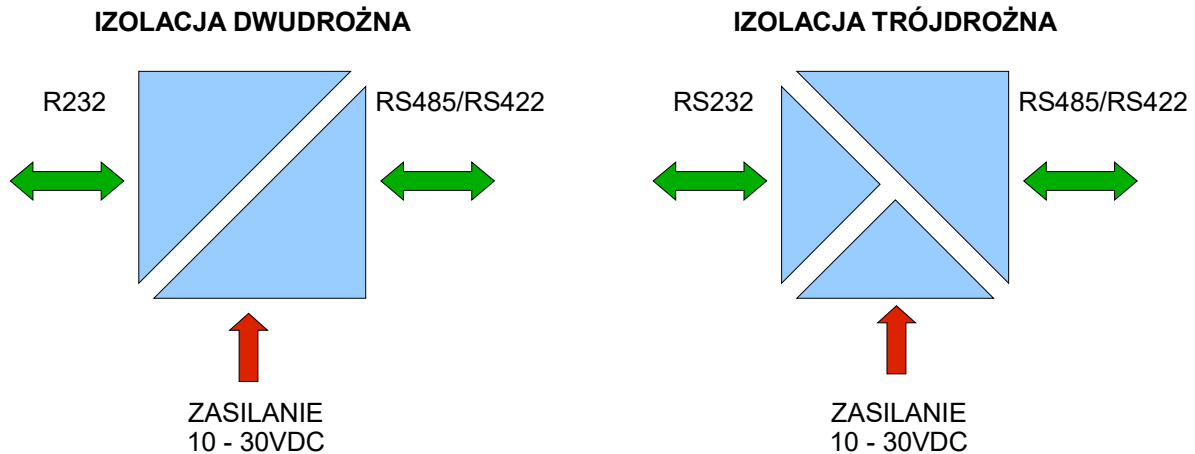 IZOLACJA DWUDROŻNA
R232
RS485/RS422
ZASILANIE
10 - 30VDC
IZOLACJA TRÓJDROŻNA
RS232
RS485/RS422
ZASILANIE
10 - 30VDC